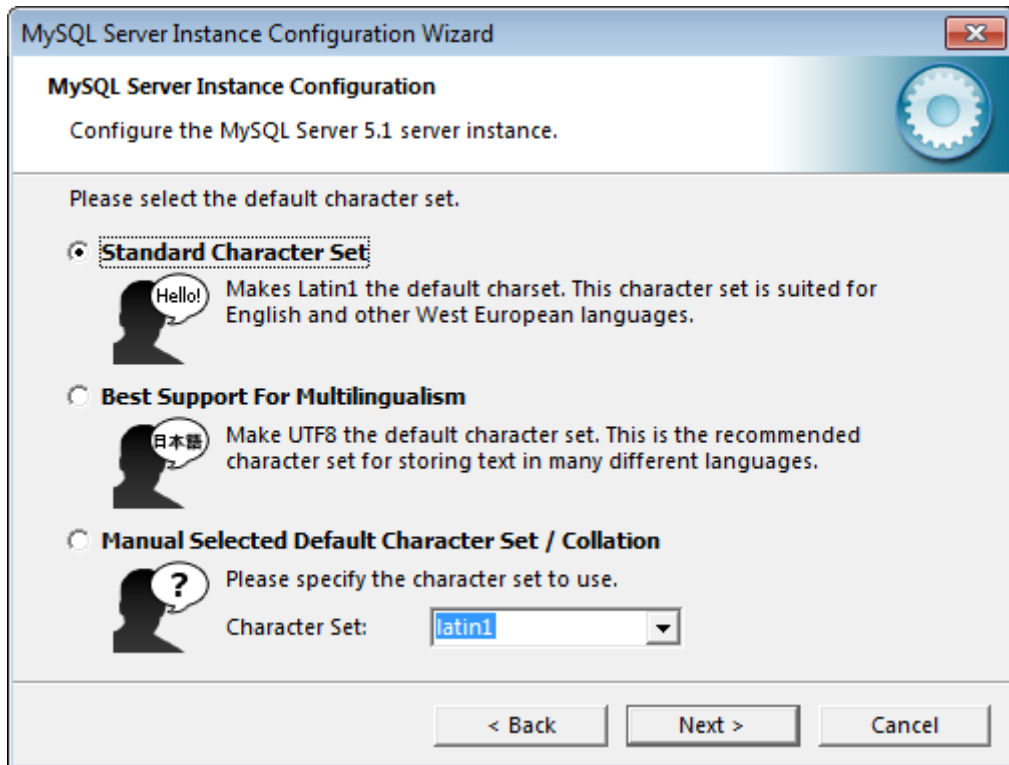 MySQL Server Instance Configuration Wizard
MySQL Server Instance Configuration
Configure the MySQL Server 5.1 server instance.
Please select the default character set.
Standard Character Set
Hello!
Makes Latin1 the default charset. This character set is suited for
English and other West European languages.
Best Support For Multilingualism
日本語
Make UTF8 the default character set. This is the recommended
character set for storing text in many different languages.
Manual Selected Default Character Set / Collation
?
Please specify the character set to use.
Character Set: latin1
< Back Next > Cancel